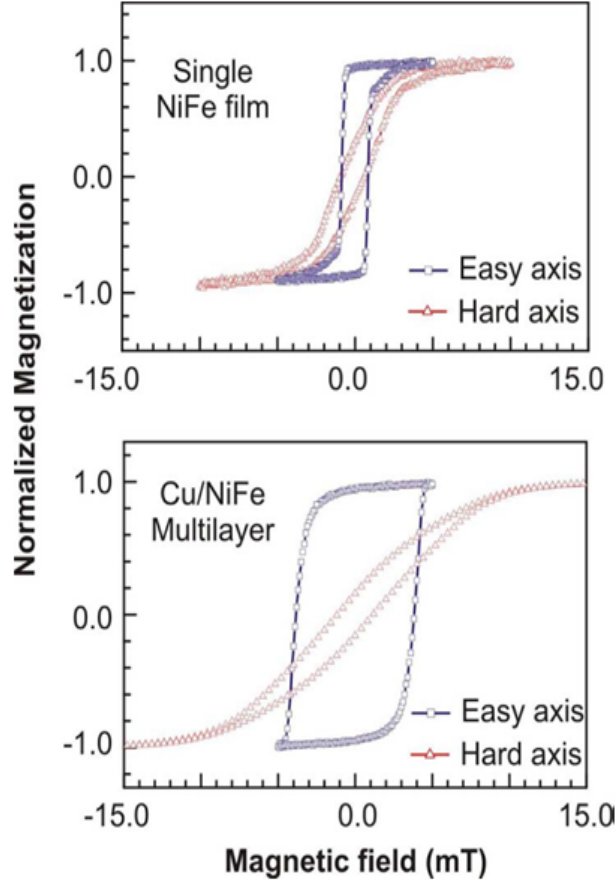 Normalized Magnetization
1.0
0.0
-1.0
Single
NiFe film
Easy axis
Hard axis
-15.0
0.0
15.0
1.0
0.0
-1.0
Cu/NiFe
Multilayer
Easy axis
Hard axis
-15.0
0.0
15.0
Magnetic field (mT)